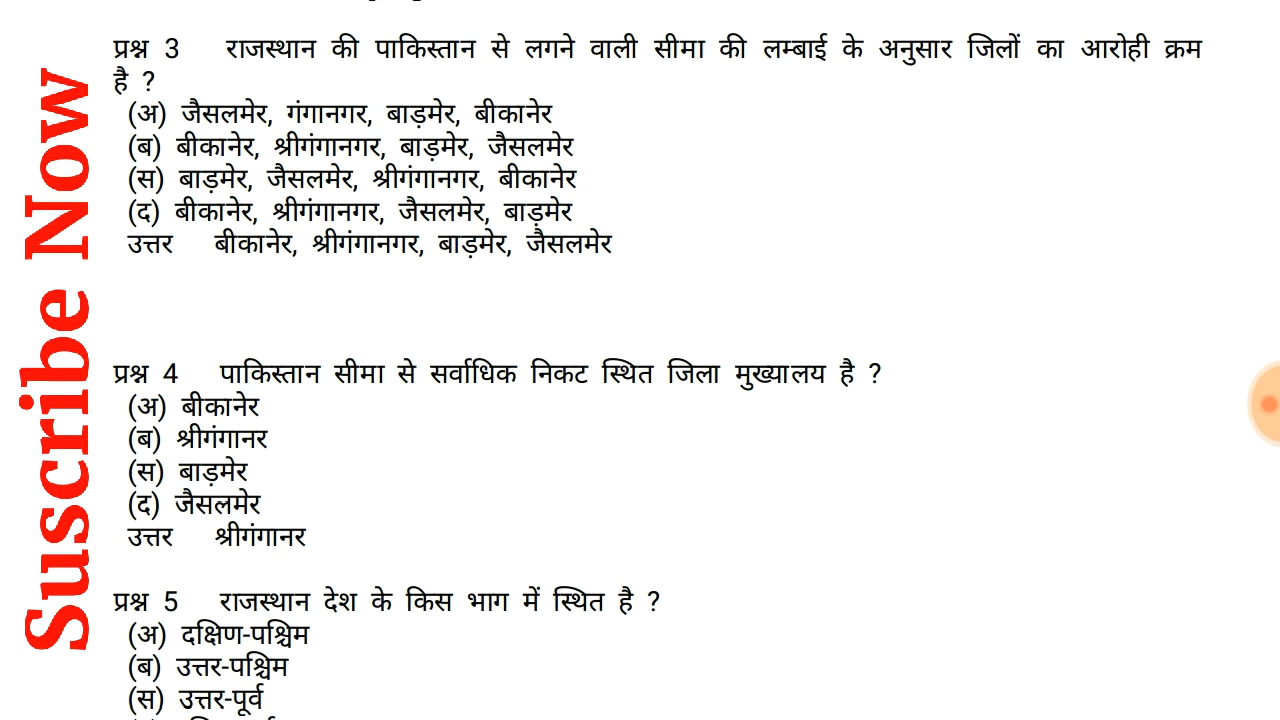 Suscribe Now
प्रश्न 3 राजस्थान की पाकिस्तान से लगने वाली सीमा की लम्बाई के अनुसार जिलों का आरोही क्रम
है ?
(अ) जैसलमेर, गंगानगर, बाड़मेर, बीकानेर
(ब) बीकानेर, श्रीगंगानगर, बाड़मेर, जैसलमेर
(स) बाड़मेर, जैसलमेर, श्रीगंगानगर, बीकानेर
(द) बीकानेर, श्रीगंगानगर, जैसलमेर, बाड़मेर
उत्तर बीकानेर, श्रीगंगानगर, बाड़मेर, जैसलमेर
प्रश्न 4 पाकिस्तान सीमा से सर्वाधिक निकट स्थित जिला मुख्यालय है ?
(अ) बीकानेर
(ब) श्रीगंगानर
(स) बाड़मेर
(द) जैसलमेर
उत्तर श्रीगंगानर
प्रश्न 5 राजस्थान देश के किस भाग में स्थित है ?
(अ) दक्षिण-पश्चिम
(ब) उत्तर-पश्चिम
(स) उत्तर-पूर्व